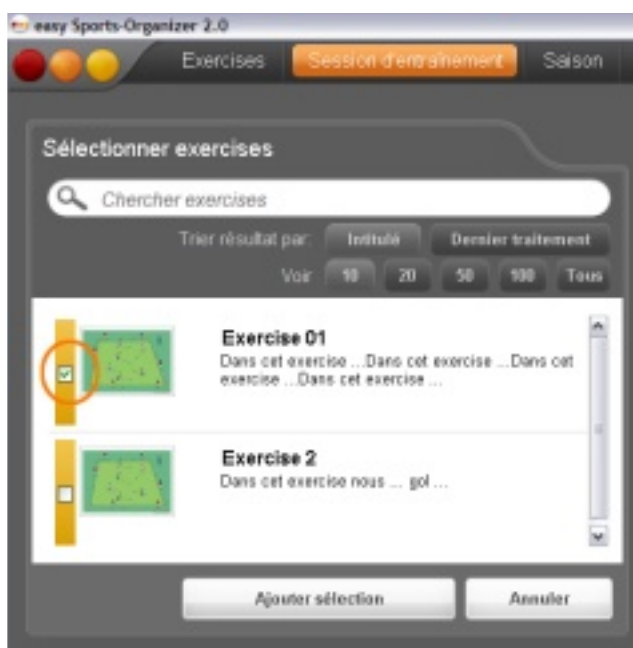 easy Sports-Organizer 2.0
Exercises Session d'entraînement Saison
Sélectionner exercises
Chercher exercises
Trier résultat par: Intitulé Dernier traitement
Voir 10 20 50 100 Tous
Exercise 01
Dans cet exercise ...Dans cet exercise ...Dans cet
exercise ...Dans cet exercise ...
Exercise 2
Dans cet exercise nous ... gol ...
Ajouter sélection Annuler